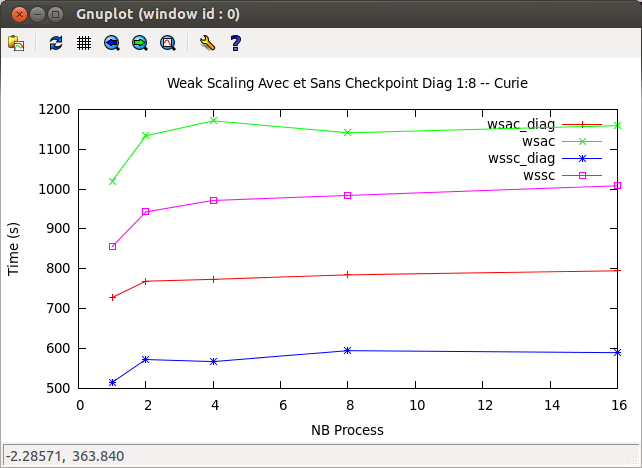 Gnuplot (window id : 0)
Weak Scaling Avec et Sans Checkpoint Diag 1:8 -- Curie
1200
1100
1000
900
800
700
600
500
Time (s)
wsac_diag
wsac
wssc_diag
wssc
0 2 4 6 8 10 12 14 16
NB Process
-2.28571, 363.840